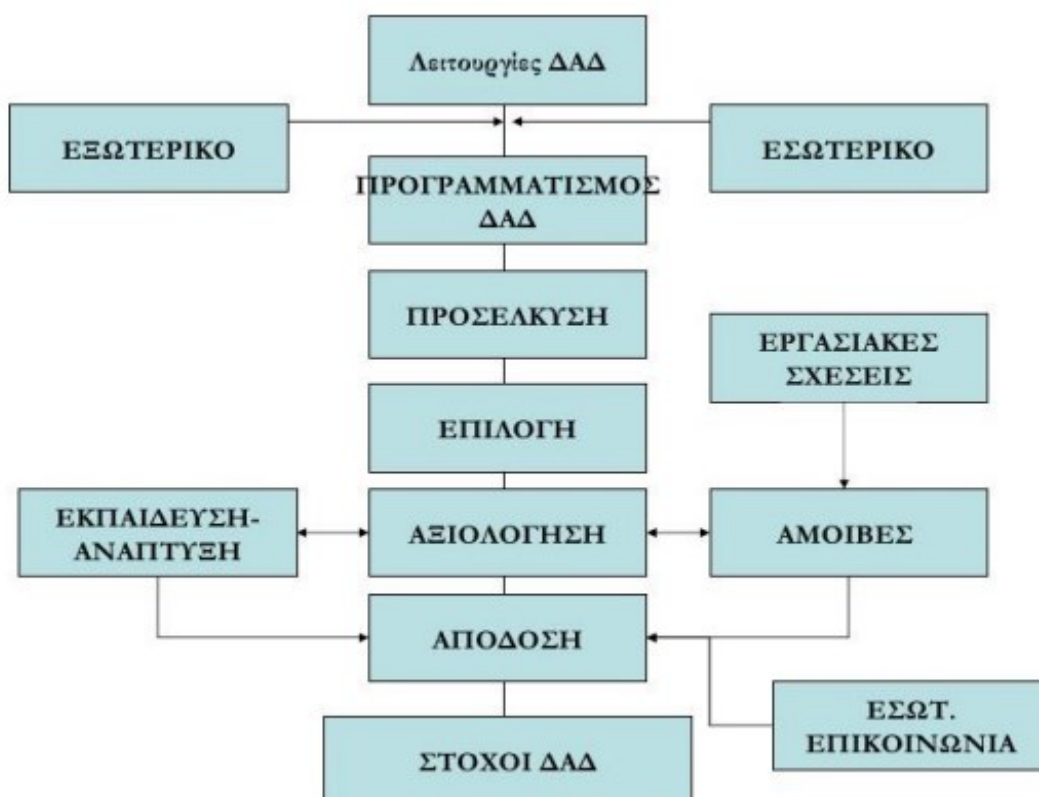 Λειτουργίες ΔΑΔ
ΕΞΩΤΕΡΙΚΟ
ΕΣΩΤΕΡΙΚΟ
ΠΡΟΓΡΑΜΜΑΤΙΣΜΟΣ
ΔΑΔ
ΠΡΟΣΕΛΚΥΣΗ
ΕΡΓΑΣΙΑΚΕΣ
ΣΧΕΣΕΙΣ
ΕΠΙΛΟΓΗ
ΕΚΠΑΙΔΕΥΣΗ-
ΑΝΑΠΤΥΞΗ
ΑΞΙΟΛΟΓΗΣΗ
ΑΜΟΙΒΕΣ
ΑΠΟΔΟΣΗ
ΕΣΩΤ.
ΕΠΙΚΟΙΝΩΝΙΑ
ΣΤΟΧΟΙ ΔΑΔ